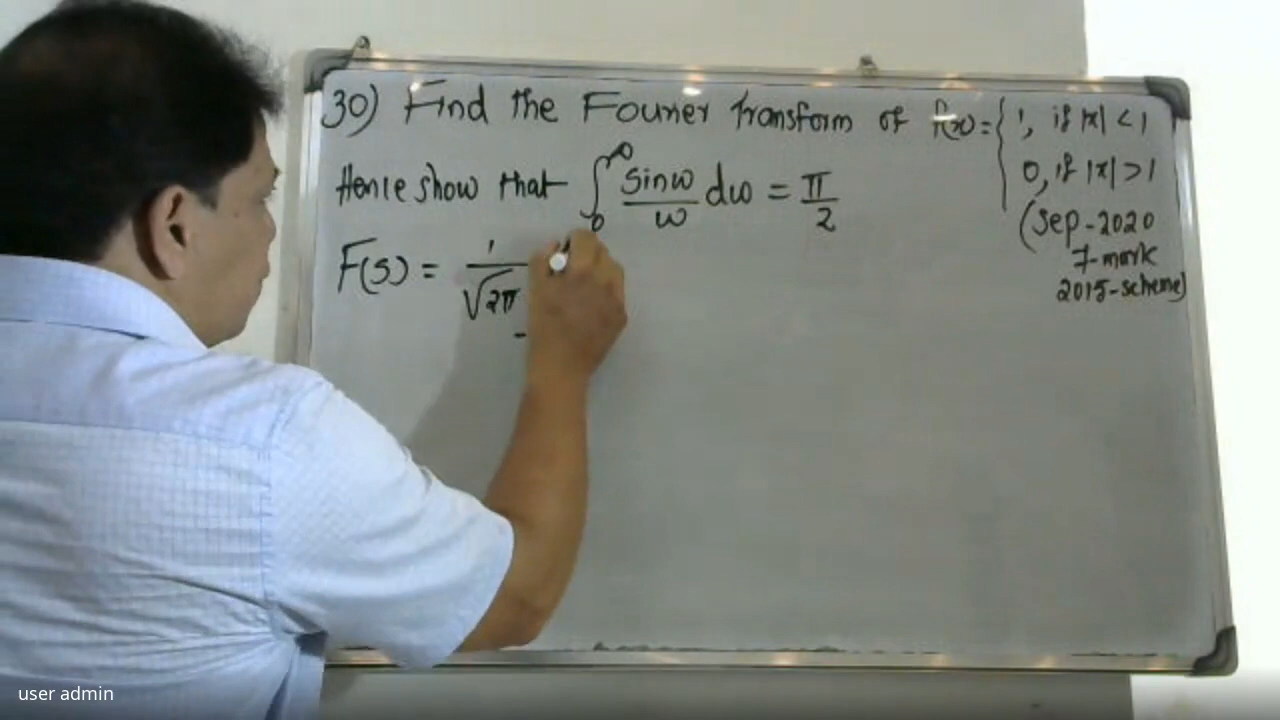 30) Find the Fourier transform of f(x) = { 1, if |x| < 1
0, if |x| > 1
Hence show that ∫₀^∞ sinω/ω dω = π/2
(Sep-2020
7-mark
2015-scheme)
F(s) = 1/√2π
user admin